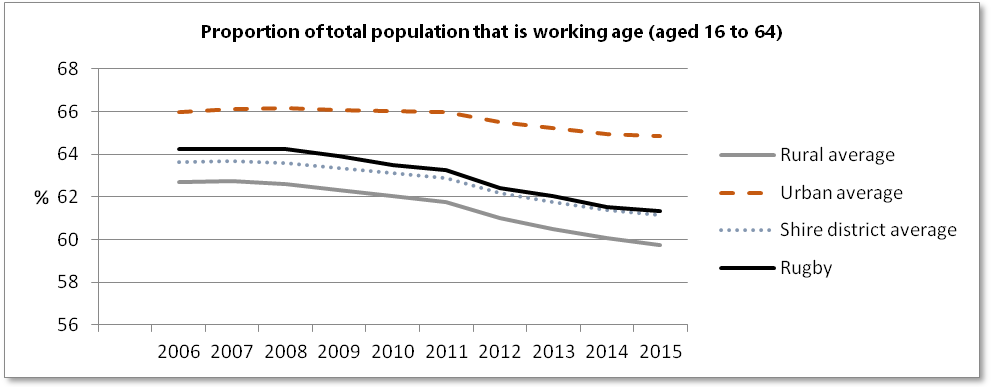 Proportion of total population that is working age (aged 16 to 64)
68
66
64
62
60
58
56
%
2006 2007 2008 2009 2010 2011 2012 2013 2014 2015
Rural average
Urban average
Shire district average
Rugby